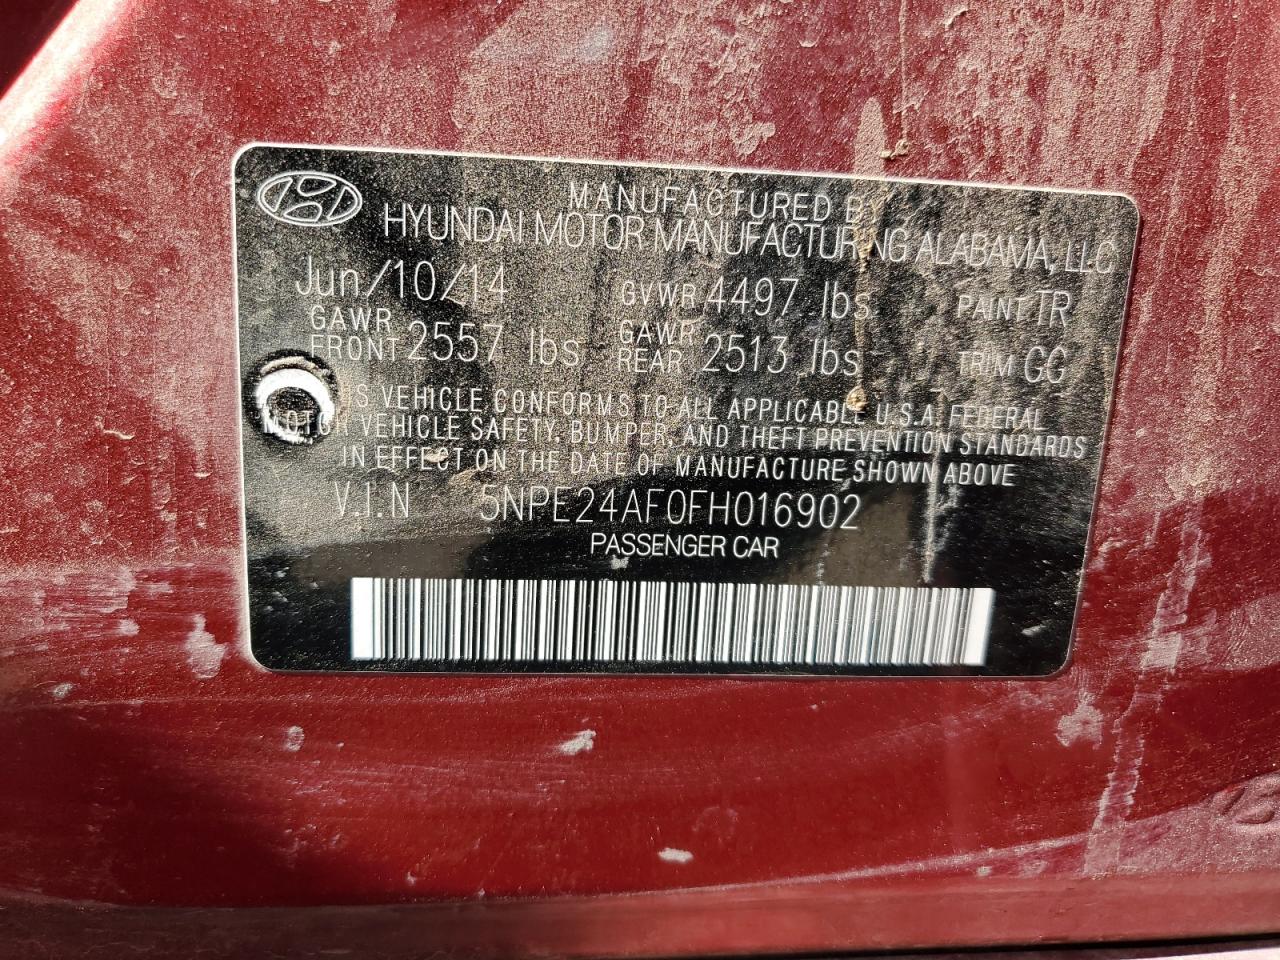 MANUFACTURED BY
HYUNDAI MOTOR MANUFACTURING ALABAMA, LLC
Jun/10/14 GVWR 4497 lbs PAINT TR
GAWR FRONT 2557 lbs GAWR REAR 2513 lbs TRIM GG
IS VEHICLE CONFORMS TO ALL APPLICABLE U.S.A. FEDERAL
MOTOR VEHICLE SAFETY, BUMPER, AND THEFT PREVENTION STANDARDS
IN EFFECT ON THE DATE OF MANUFACTURE SHOWN ABOVE
V.I.N 5NPE24AF0FH016902
PASSENGER CAR